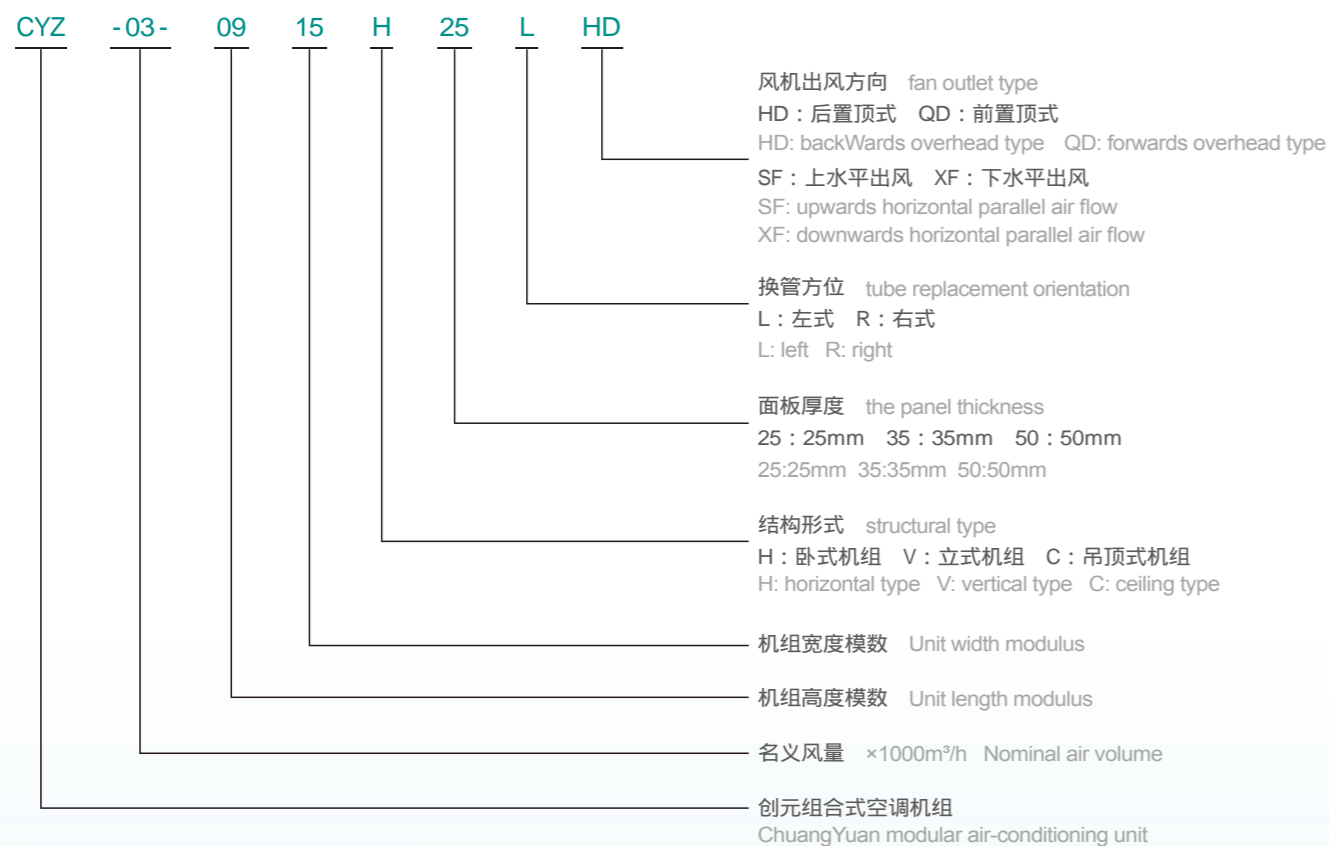 CYZ -03- 09 15 H 25 L HD
风机出风方向 fan outlet type
HD：后置顶式 QD：前置顶式
HD: backWards overhead type QD: forwards overhead type
SF：上水平出风 XF：下水平出风
SF: upwards horizontal parallel air flow
XF: downwards horizontal parallel air flow
换管方位 tube replacement orientation
L：左式 R：右式
L: left R: right
面板厚度 the panel thickness
25：25mm 35：35mm 50：50mm
25:25mm 35:35mm 50:50mm
结构形式 structural type
H：卧式机组 V：立式机组 C：吊顶式机组
H: horizontal type V: vertical type C: ceiling type
机组宽度模数 Unit width modulus
机组高度模数 Unit length modulus
名义风量 ×1000m³/h Nominal air volume
创元组合式空调机组
ChuangYuan modular air-conditioning unit